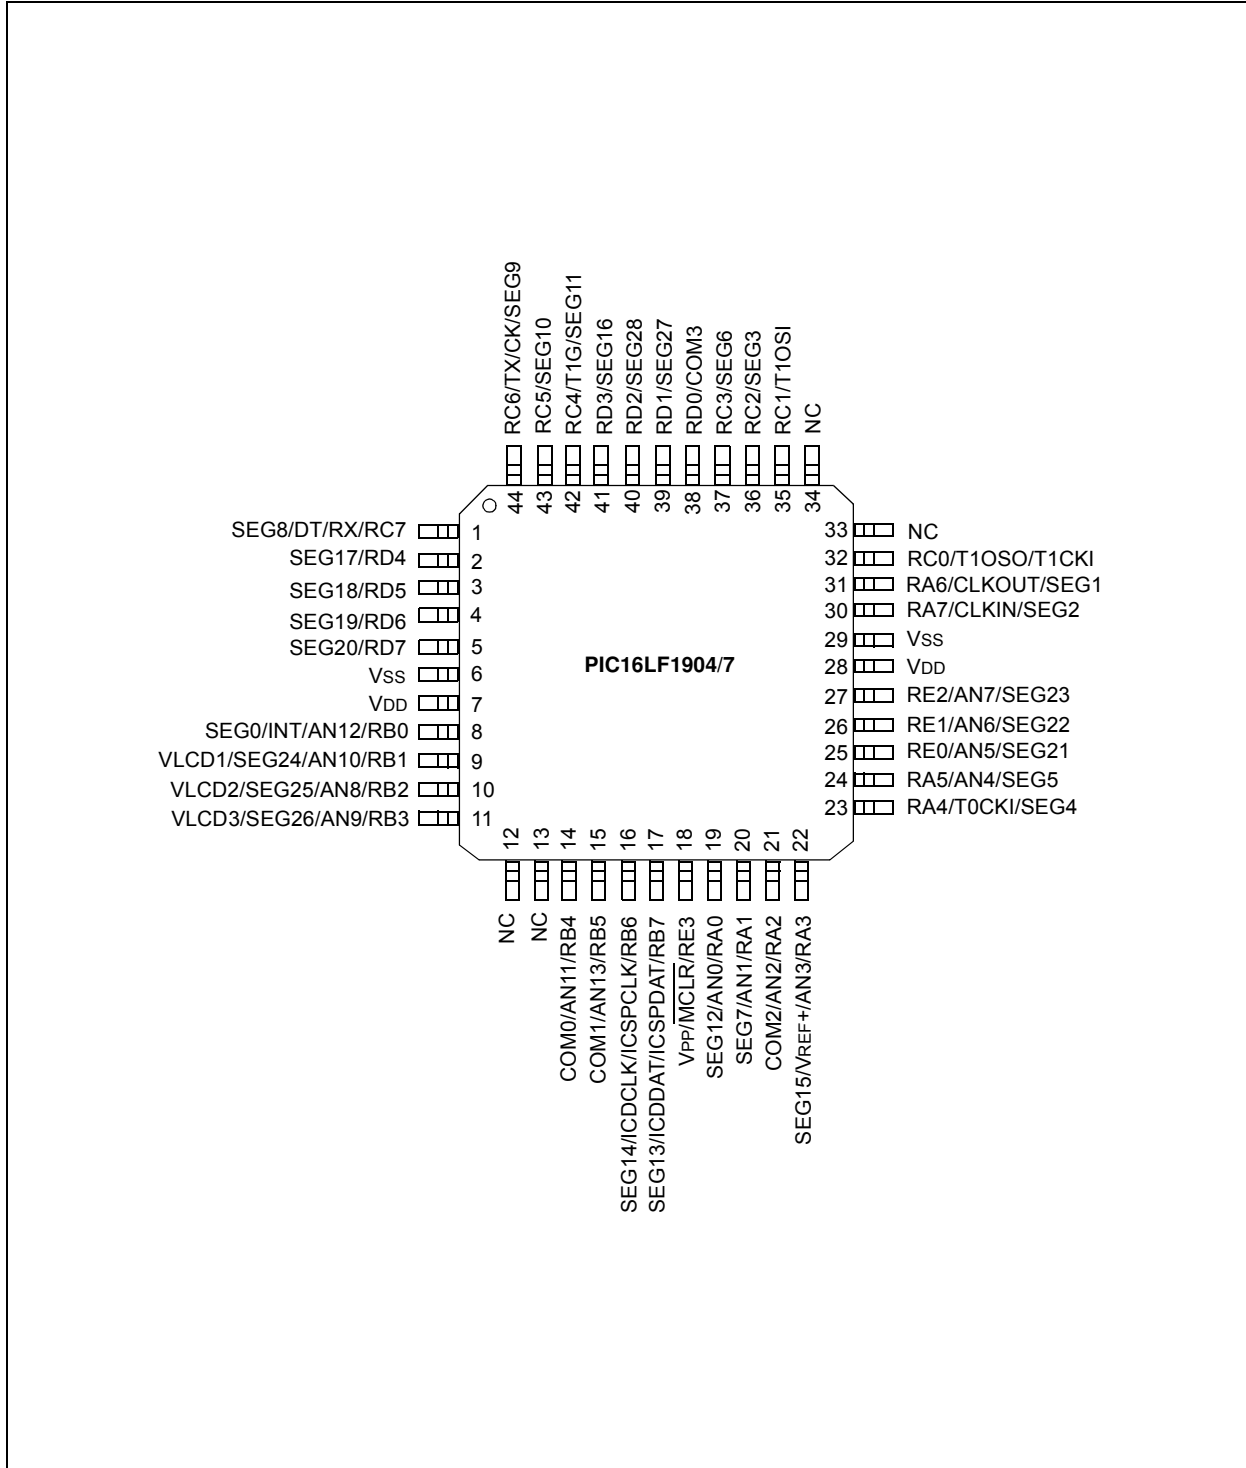 RC6/TX/CK/SEG9
RC5/SEG10
RC4/T1G/SEG11
RD3/SEG16
RD2/SEG28
RD1/SEG27
RD0/COM3
RC3/SEG6
RC2/SEG3
RC1/T1OSI
NC
44
43
42
41
40
39
38
37
36
35
34
SEG8/DT/RX/RC7 1
SEG17/RD4 2
SEG18/RD5 3
SEG19/RD6 4
SEG20/RD7 5
VSS 6
VDD 7
SEG0/INT/AN12/RB0 8
VLCD1/SEG24/AN10/RB1 9
VLCD2/SEG25/AN8/RB2 10
VLCD3/SEG26/AN9/RB3 11
PIC16LF1904/7
33 NC
32 RC0/T1OSO/T1CKI
31 RA6/CLKOUT/SEG1
30 RA7/CLKIN/SEG2
29 VSS
28 VDD
27 RE2/AN7/SEG23
26 RE1/AN6/SEG22
25 RE0/AN5/SEG21
24 RA5/AN4/SEG5
23 RA4/T0CKI/SEG4
12
13
14
15
16
17
18
19
20
21
22
NC
NC
COM0/AN11/RB4
COM1/AN13/RB5
SEG14/ICDCLK/ICSPCLK/RB6
SEG13/ICDDAT/ICSPDAT/RB7
VPP/MCLR/RE3
SEG12/AN0/RA0
SEG7/AN1/RA1
COM2/AN2/RA2
SEG15/VREF+/AN3/RA3